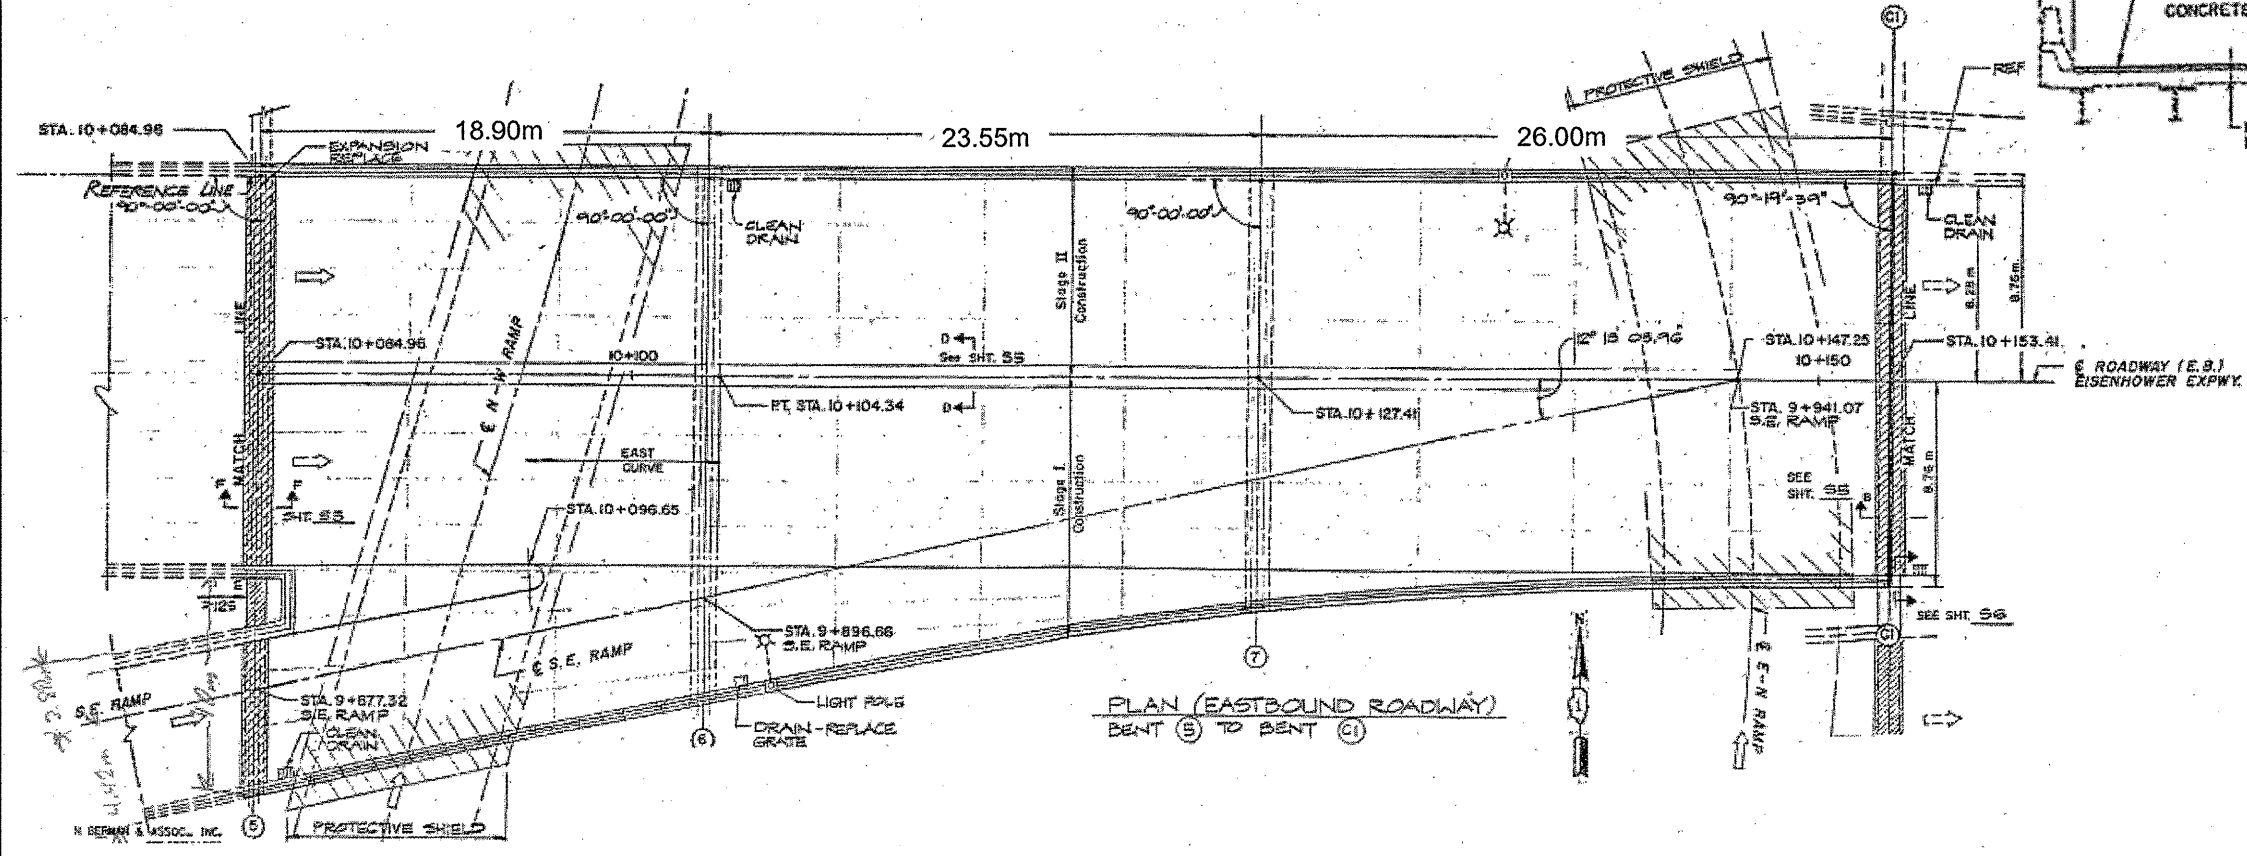 C1
CONCRETE
PROTECTIVE SHIELD
STA. 10+084.96
18.90m
23.55m
26.00m
EXPANSION
REPLACE
REFERENCE LINE
90°-00'-00"
90°-00'-00"
90°-00'-00"
90°-19'-39"
CLEAN
DRAIN
CLEAN
DRAIN
Stage II
Construction
LINE
LINE
8.28 m
8.76 m
STA. 10+084.96
N-W RAMP
10+100
D
See SHT. S5
D
12° 15' 05.96"
STA. 10+147.25
10+150
STA. 10+153.41
℄ ROADWAY (E.B.)
EISENHOWER EXPWY.
P.T. STA. 10+104.34
STA. 10+127.41
STA. 9+941.07
S.E. RAMP
MATCH
MATCH
EAST
CURVE
Stage I
Construction
SEE
SHT. S5
B
8.76 m
F
F
SHT. S5
STA. 10+096.65
SEE SHT. S6
STA. 9+896.66
S.E. RAMP
℄ S.E. RAMP
C1
S.E. RAMP
STA. 9+877.32
S.E. RAMP
CLEAN
DRAIN
LIGHT POLE
DRAIN-REPLACE
GRATE
5
6
7
PLAN (EASTBOUND ROADWAY)
BENT 5 TO BENT C1
N
1
℄ E-N RAMP
PROTECTIVE SHIELD
ASSOC., INC.